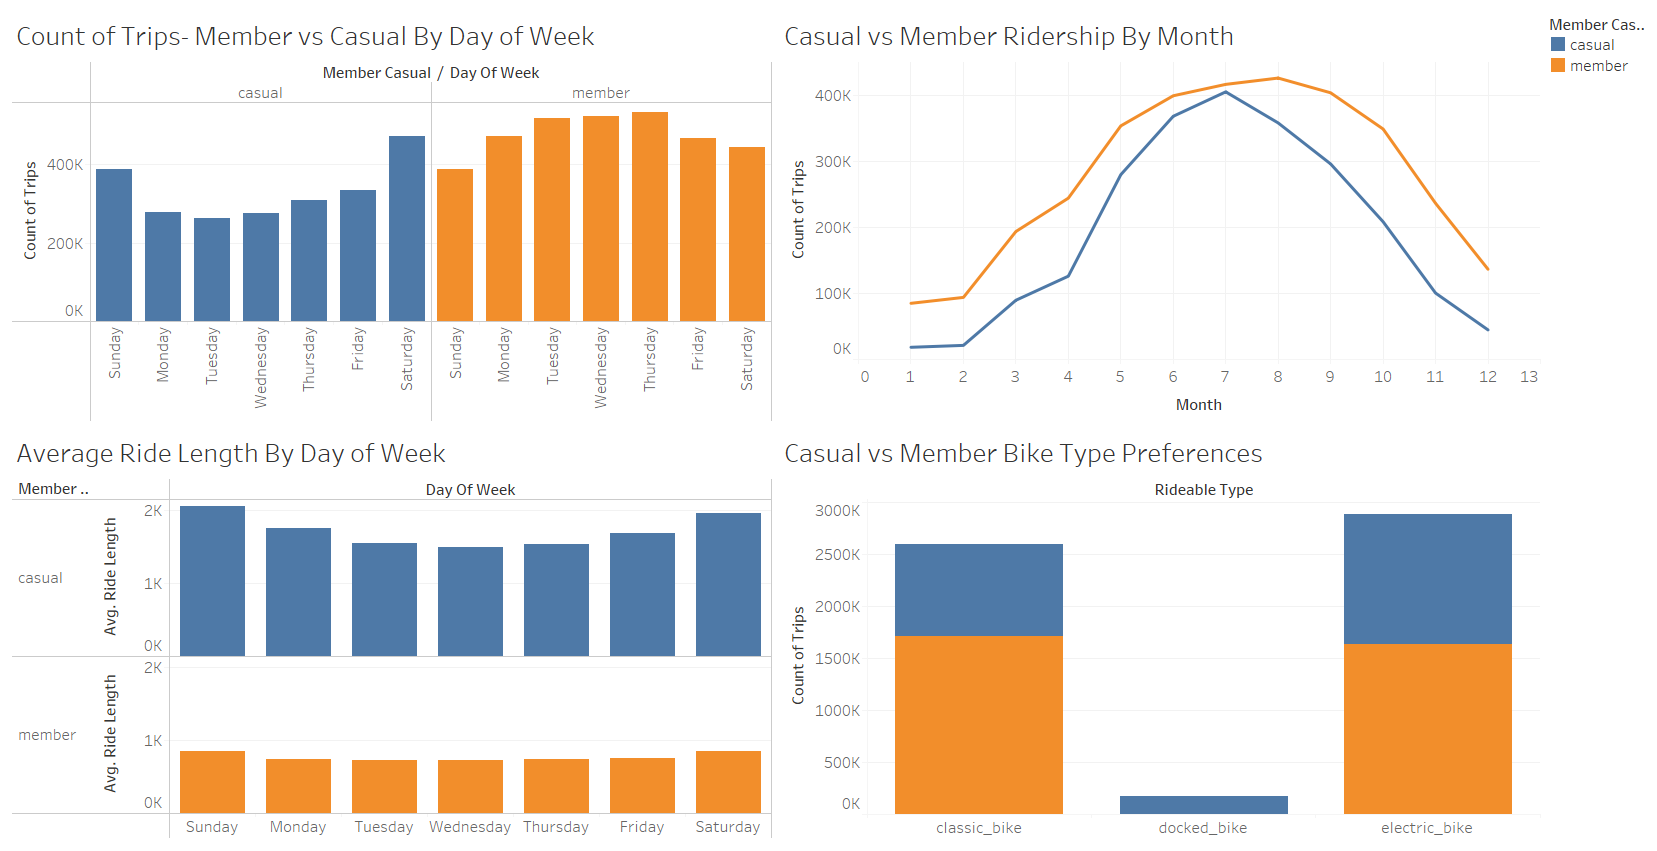 Count of Trips- Member vs Casual By Day of Week
Member Casual / Day Of Week
casual
member
Count of Trips
400K
200K
0K
Sunday
Monday
Tuesday
Wednesday
Thursday
Friday
Saturday
Sunday
Monday
Tuesday
Wednesday
Thursday
Friday
Saturday
Casual vs Member Ridership By Month
Count of Trips
400K
300K
200K
100K
0K
0 1 2 3 4 5 6 7 8 9 10 11 12 13
Month
Member Cas..
casual
member
Average Ride Length By Day of Week
Member ..
Day Of Week
casual
Avg. Ride Length
2K
1K
0K
member
Avg. Ride Length
2K
1K
0K
Sunday Monday Tuesday Wednesday Thursday Friday Saturday
Casual vs Member Bike Type Preferences
Rideable Type
Count of Trips
3000K
2500K
2000K
1500K
1000K
500K
0K
classic_bike docked_bike electric_bike